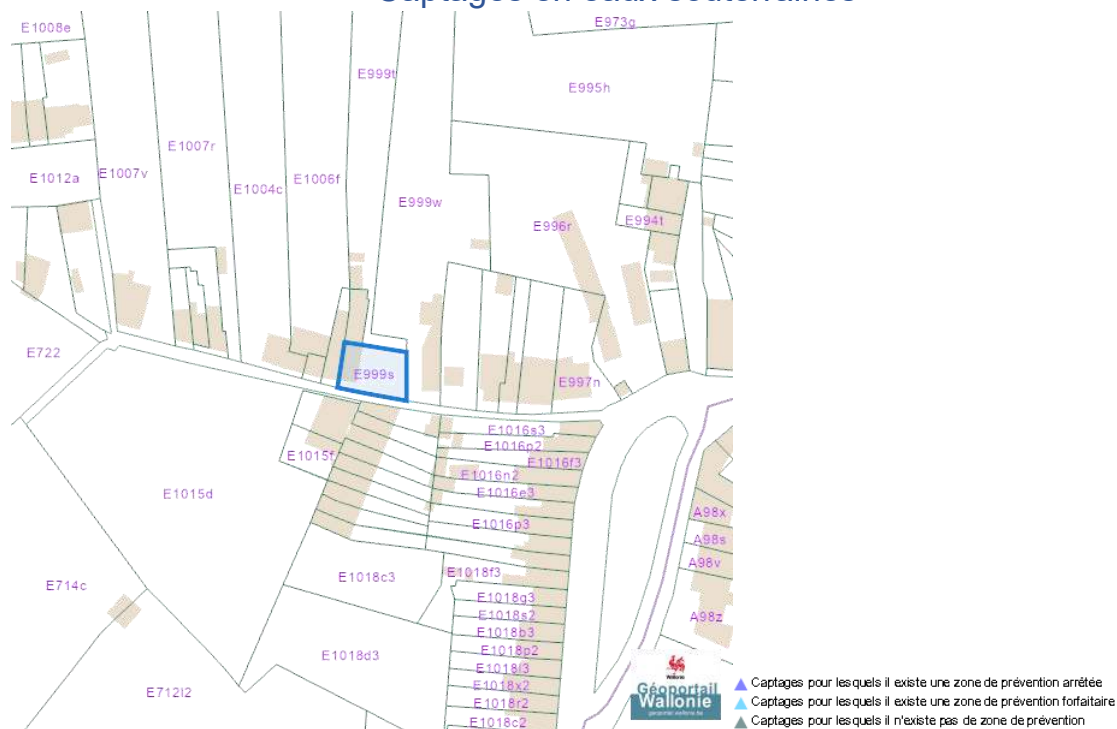 Captages en eaux souterraines
E1008e
E973g
E999t
E995h
E1007r
E1007v
E1012a
E1006f
E1004c
E999w
E996r
E994t
E722
E999s
E997n
E1016s3
E1016p2
E1016f3
E1015f
E1016n2
E1016e3
E1015d
E1016p3
A98x
A98s
A98v
E714c
E1018c3
E1018f3
E1018g3
E1018s2
A98z
E1018b3
E1018p2
E1018d3
E1018l3
E1018x2
E712l2
E1018r2
E1018c2
Wallonie
Géoportail
Wallonie
geoportail.wallonie.be
Captages pour lesquels il existe une zone de prévention arrêtée
Captages pour lesquels il existe une zone de prévention forfaitaire
Captages pour lesquels il n'existe pas de zone de prévention